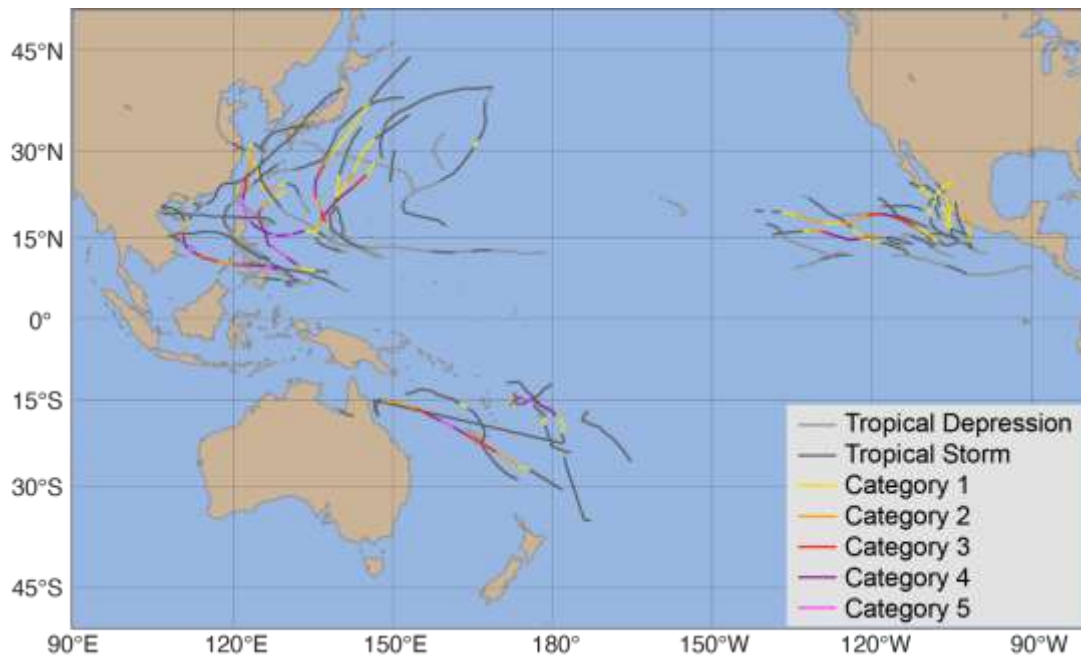 45°N
30°N
15°N
0°
15°S
30°S
45°S
Tropical Depression
Tropical Storm
Category 1
Category 2
Category 3
Category 4
Category 5
90°E 120°E 150°E 180° 150°W 120°W 90°W